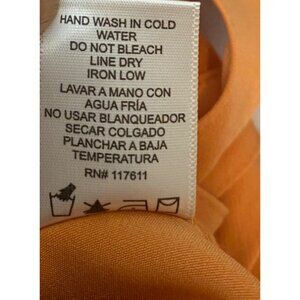 HAND WASH IN COLD
WATER
DO NOT BLEACH
LINE DRY
IRON LOW
LAVAR A MANO CON
AGUA FRÍA
NO USAR BLANQUEADOR
SECAR COLGADO
PLANCHAR A BAJA
TEMPERATURA
RN# 117611